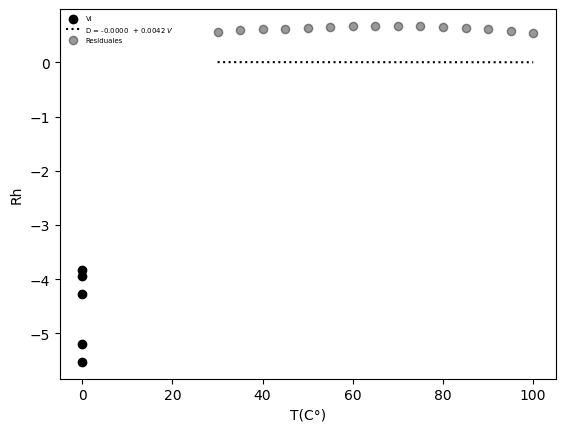 Vi
D = -0.0000 + 0.0042 V
Residuales
0
−1
−2
−3
−4
−5
Rh
0 20 40 60 80 100
T(C°)